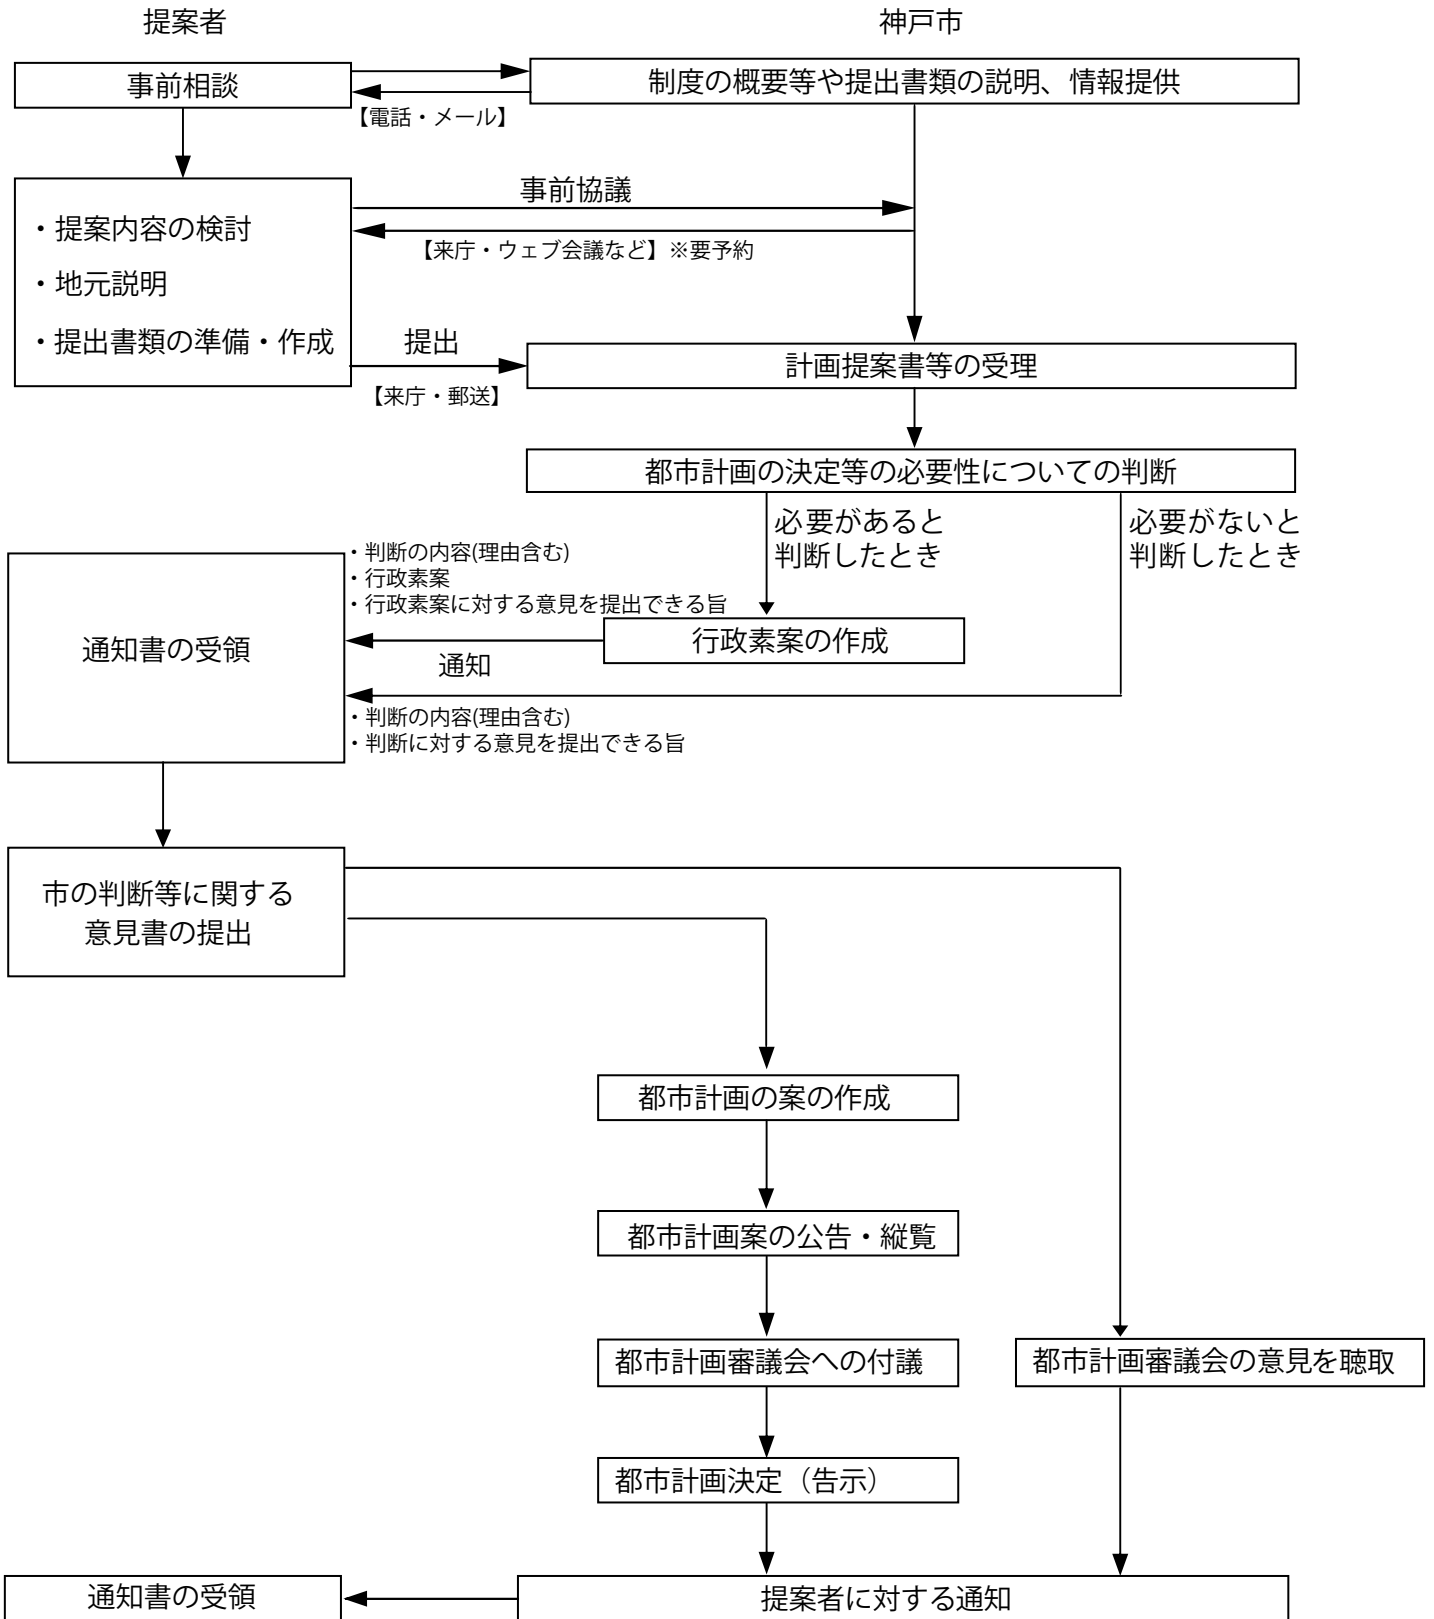 提案者
神戸市
事前相談
制度の概要等や提出書類の説明、情報提供
【電話・メール】
事前協議
【来庁・ウェブ会議など】※要予約
・提案内容の検討
・地元説明
・提出書類の準備・作成
提出
【来庁・郵送】
計画提案書等の受理
都市計画の決定等の必要性についての判断
必要があると
判断したとき
必要がないと
判断したとき
・判断の内容(理由含む)
・行政素案
・行政素案に対する意見を提出できる旨
行政素案の作成
通知書の受領
通知
・判断の内容(理由含む)
・判断に対する意見を提出できる旨
市の判断等に関する
意見書の提出
都市計画の案の作成
都市計画案の公告・縦覧
都市計画審議会への付議
都市計画審議会の意見を聴取
都市計画決定（告示）
通知書の受領
提案者に対する通知